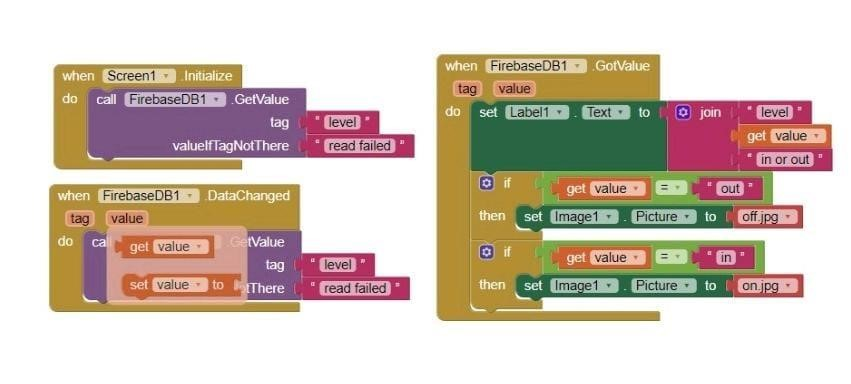 when Screen1 .Initialize
do call FirebaseDB1 .GetValue
tag " level "
valueIfTagNotThere " read failed "
when FirebaseDB1 .DataChanged
tag value
do ca .GetValue
get value
tag " level "
set value to otThere " read failed "
when FirebaseDB1 .GotValue
tag value
do set Label1 . Text to join " level "
get value
" in or out "
if get value = " out "
then set Image1 . Picture to off.jpg
if get value = " in "
then set Image1 . Picture to on.jpg